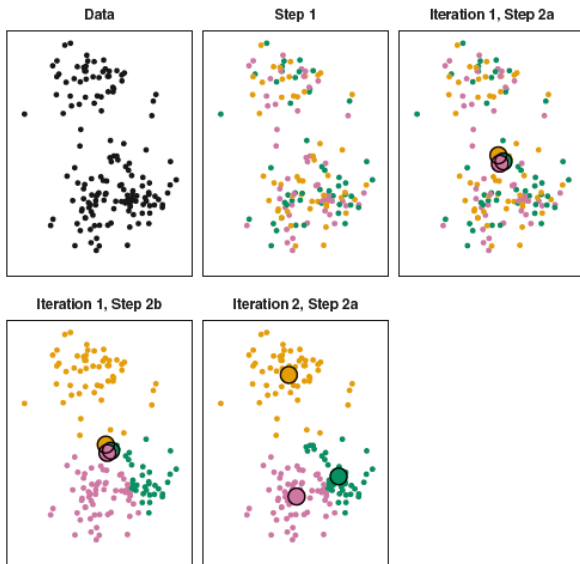 Data
Step 1
Iteration 1, Step 2a
Iteration 1, Step 2b
Iteration 2, Step 2a